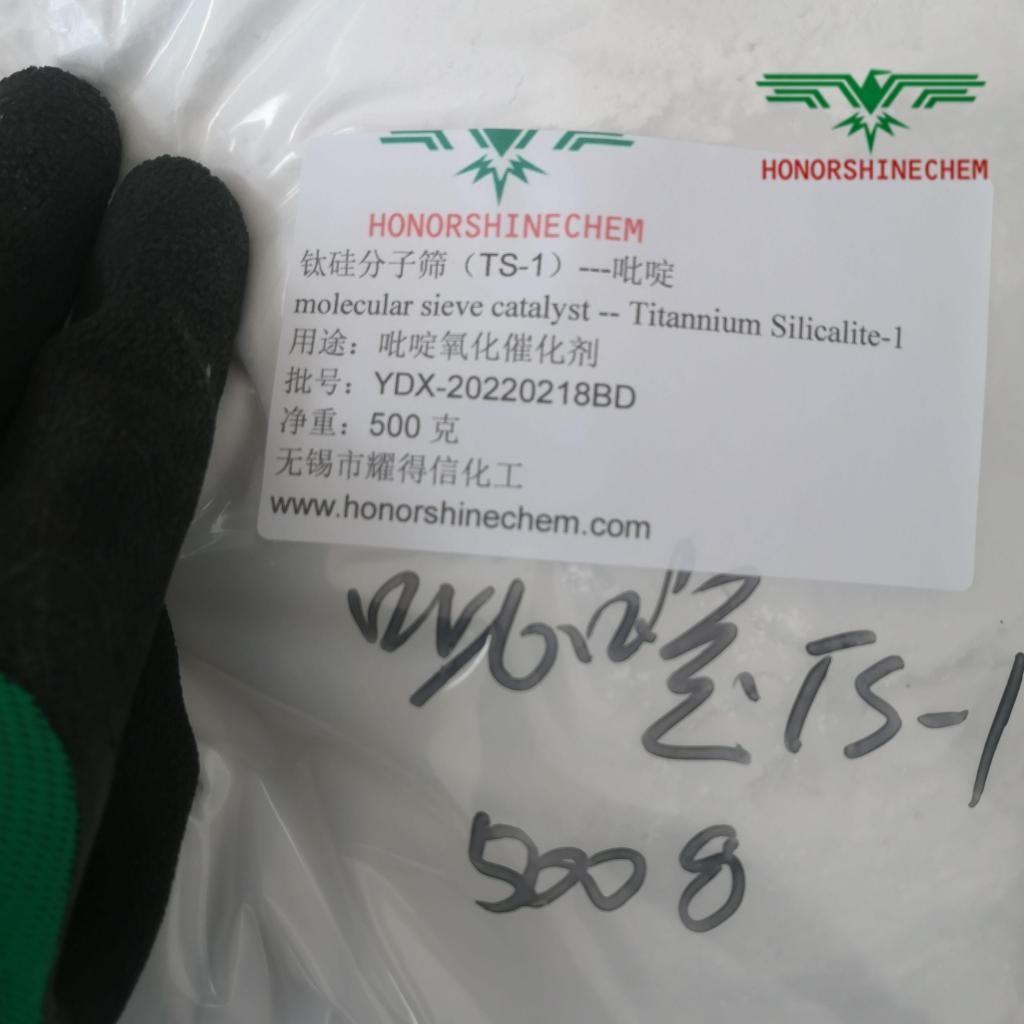 HONORSHINECHEM
HONORSHINECHEM
钛硅分子筛（TS-1）---吡啶
molecular sieve catalyst -- Titannium Silicalite-1
用途：吡啶氧化催化剂
批号：YDX-20220218BD
净重：500 克
无锡市耀得信化工
www.honorshinechem.com
吡啶 TS-1
500g